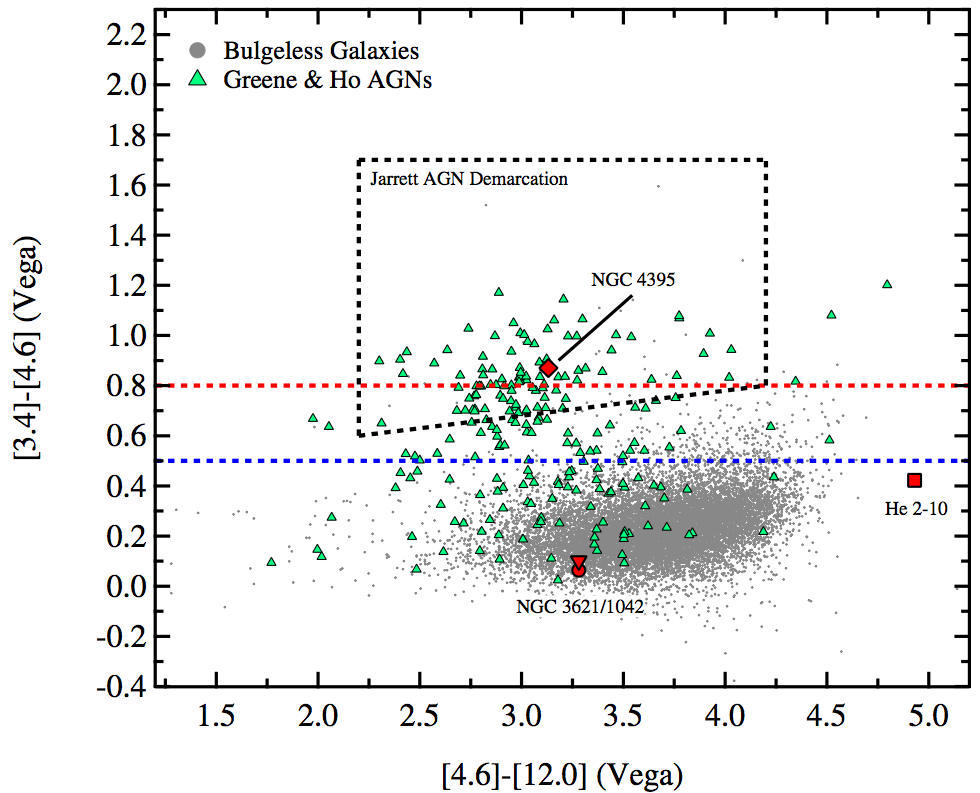 Bulgeless Galaxies
Greene & Ho AGNs
Jarrett AGN Demarcation
NGC 4395
He 2-10
NGC 3621/1042
[3.4]-[4.6] (Vega)
2.2
2.0
1.8
1.6
1.4
1.2
1.0
0.8
0.6
0.4
0.2
0.0
-0.2
-0.4
1.5 2.0 2.5 3.0 3.5 4.0 4.5 5.0
[4.6]-[12.0] (Vega)